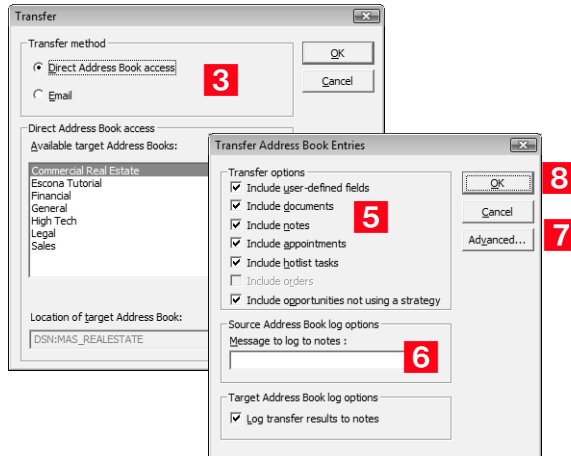 Transfer
Transfer method
Direct Address Book access
Email
3
OK
Cancel
Direct Address Book access
Available target Address Books:
Commercial Real Estate
Escona Tutorial
Financial
General
High Tech
Legal
Sales
Location of target Address Book:
DSN:MAS_REALESTATE
Transfer Address Book Entries
Transfer options
Include user-defined fields
Include documents
Include notes
Include appointments
Include hotlist tasks
Include orders
Include opportunities not using a strategy
5
OK
8
Cancel
Advanced...
7
Source Address Book log options
Message to log to notes :
6
Target Address Book log options
Log transfer results to notes